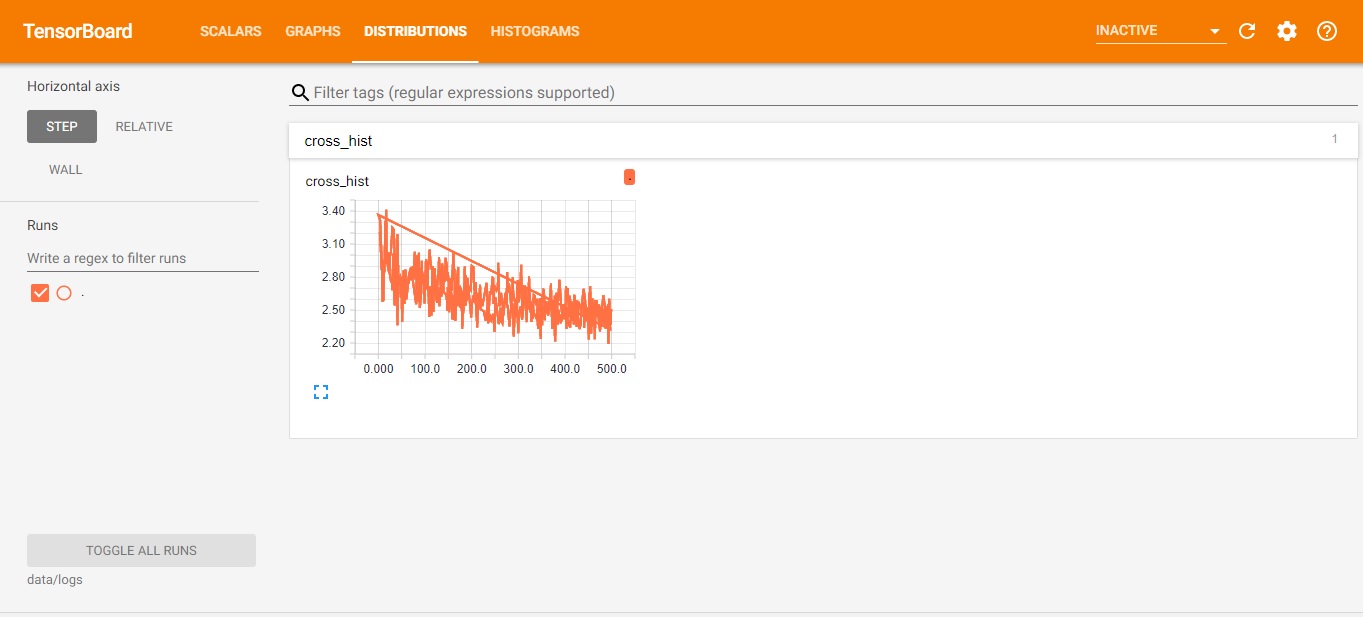 TensorBoard SCALARS GRAPHS DISTRIBUTIONS HISTOGRAMS INACTIVE
Horizontal axis
STEP RELATIVE
WALL
Runs
Write a regex to filter runs
.
TOGGLE ALL RUNS
data/logs
Filter tags (regular expressions supported)
cross_hist 1
cross_hist .
3.40
3.10
2.80
2.50
2.20
0.000 100.0 200.0 300.0 400.0 500.0